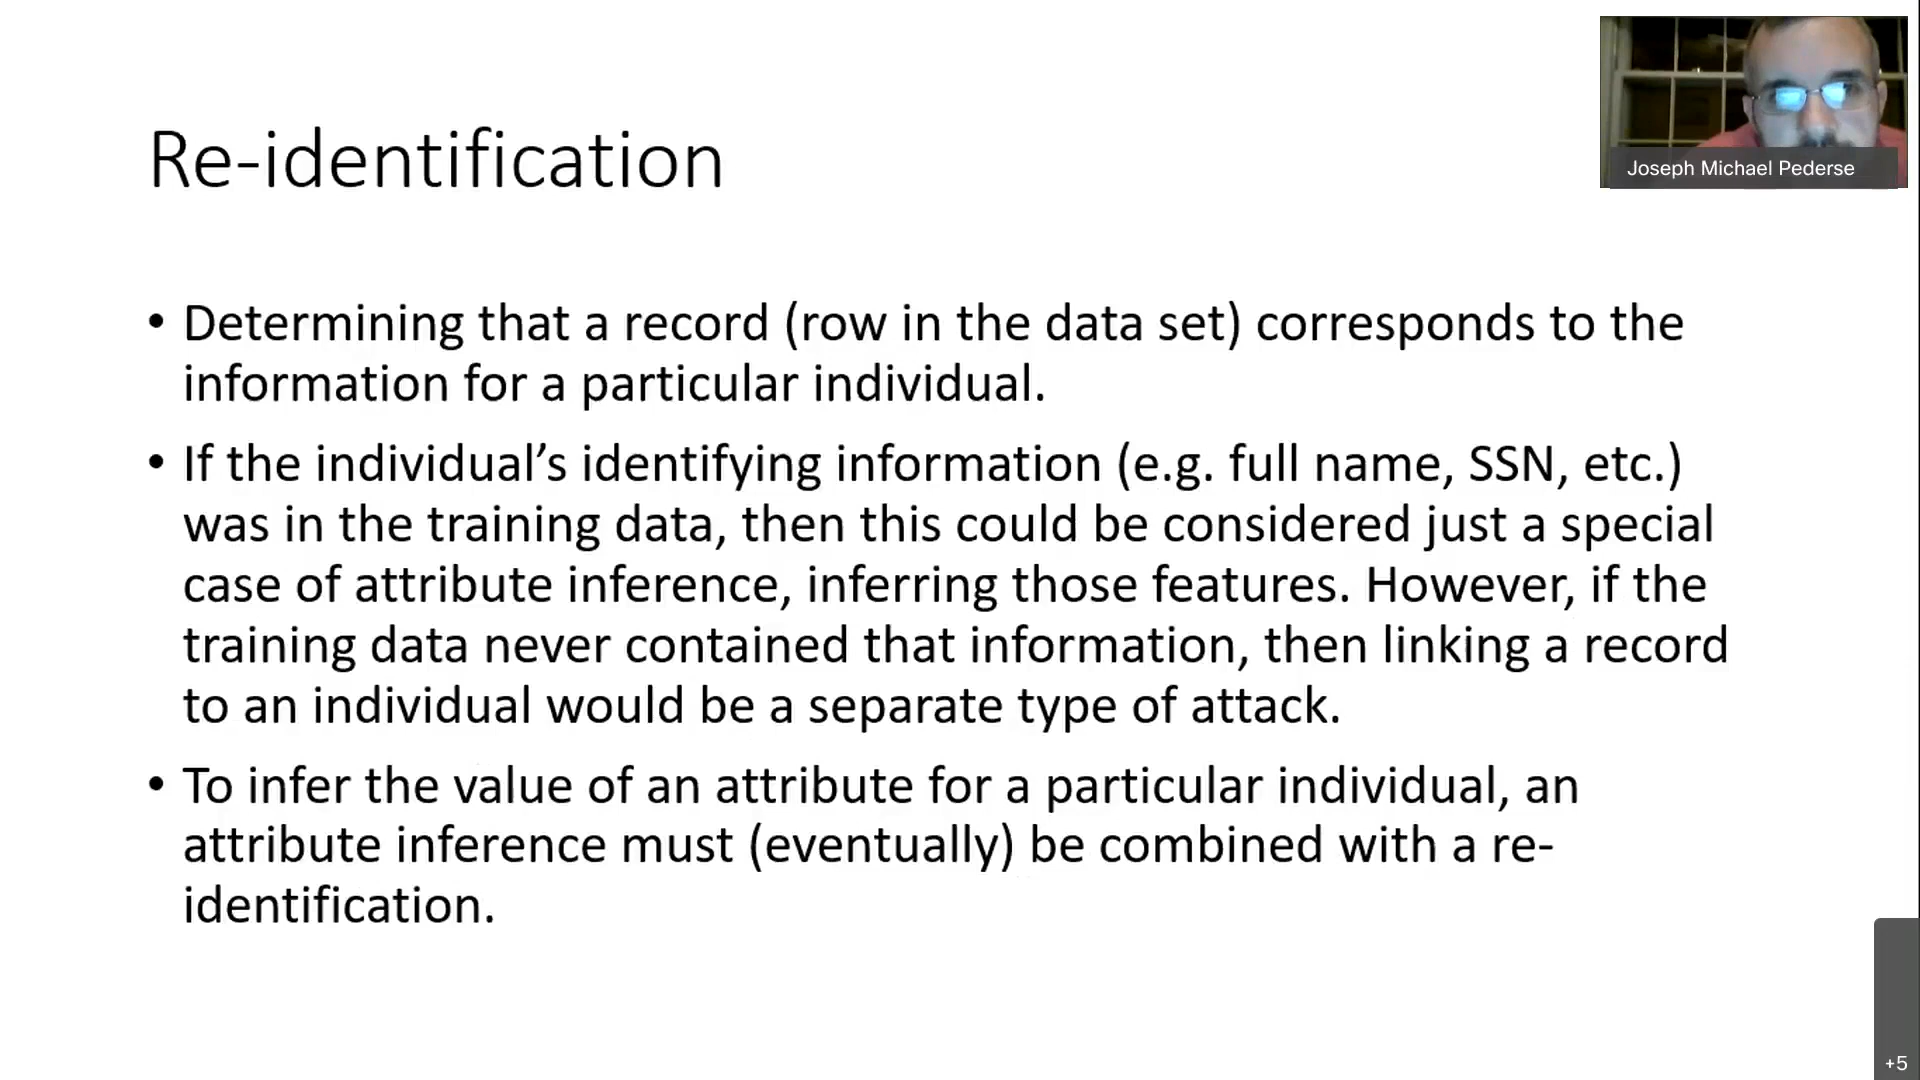 Re-identification
Joseph Michael Pederse
• Determining that a record (row in the data set) corresponds to the
information for a particular individual.
• If the individual’s identifying information (e.g. full name, SSN, etc.)
was in the training data, then this could be considered just a special
case of attribute inference, inferring those features. However, if the
training data never contained that information, then linking a record
to an individual would be a separate type of attack.
• To infer the value of an attribute for a particular individual, an
attribute inference must (eventually) be combined with a re-
identification.
+5